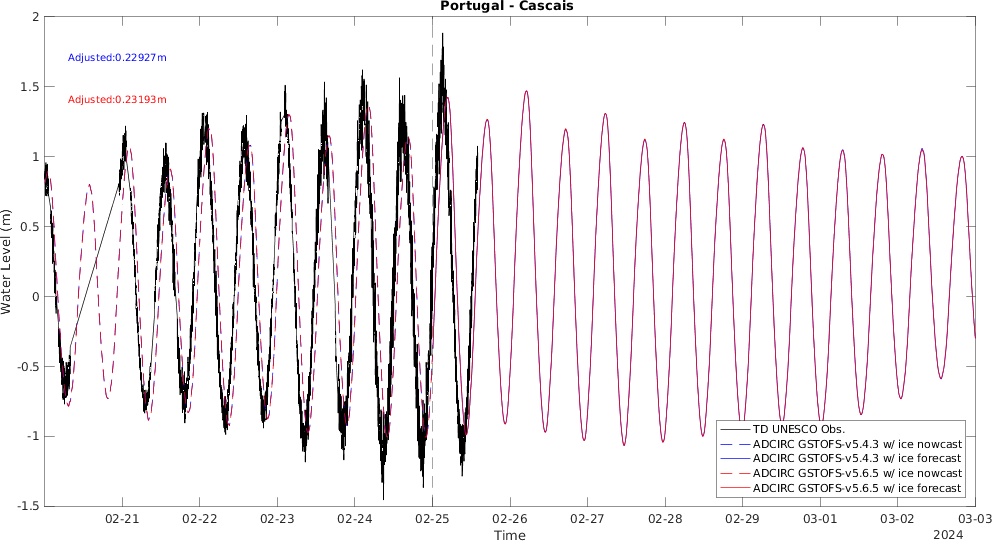 Portugal - Cascais
Adjusted:0.22927m
Adjusted:0.23193m
Water Level (m)
2
1.5
1
0.5
0
-0.5
-1
-1.5
TD UNESCO Obs.
ADCIRC GSTOFS-v5.4.3 w/ ice nowcast
ADCIRC GSTOFS-v5.4.3 w/ ice forecast
ADCIRC GSTOFS-v5.6.5 w/ ice nowcast
ADCIRC GSTOFS-v5.6.5 w/ ice forecast
02-21 02-22 02-23 02-24 02-25 02-26 02-27 02-28 02-29 03-01 03-02 03-03
Time
2024